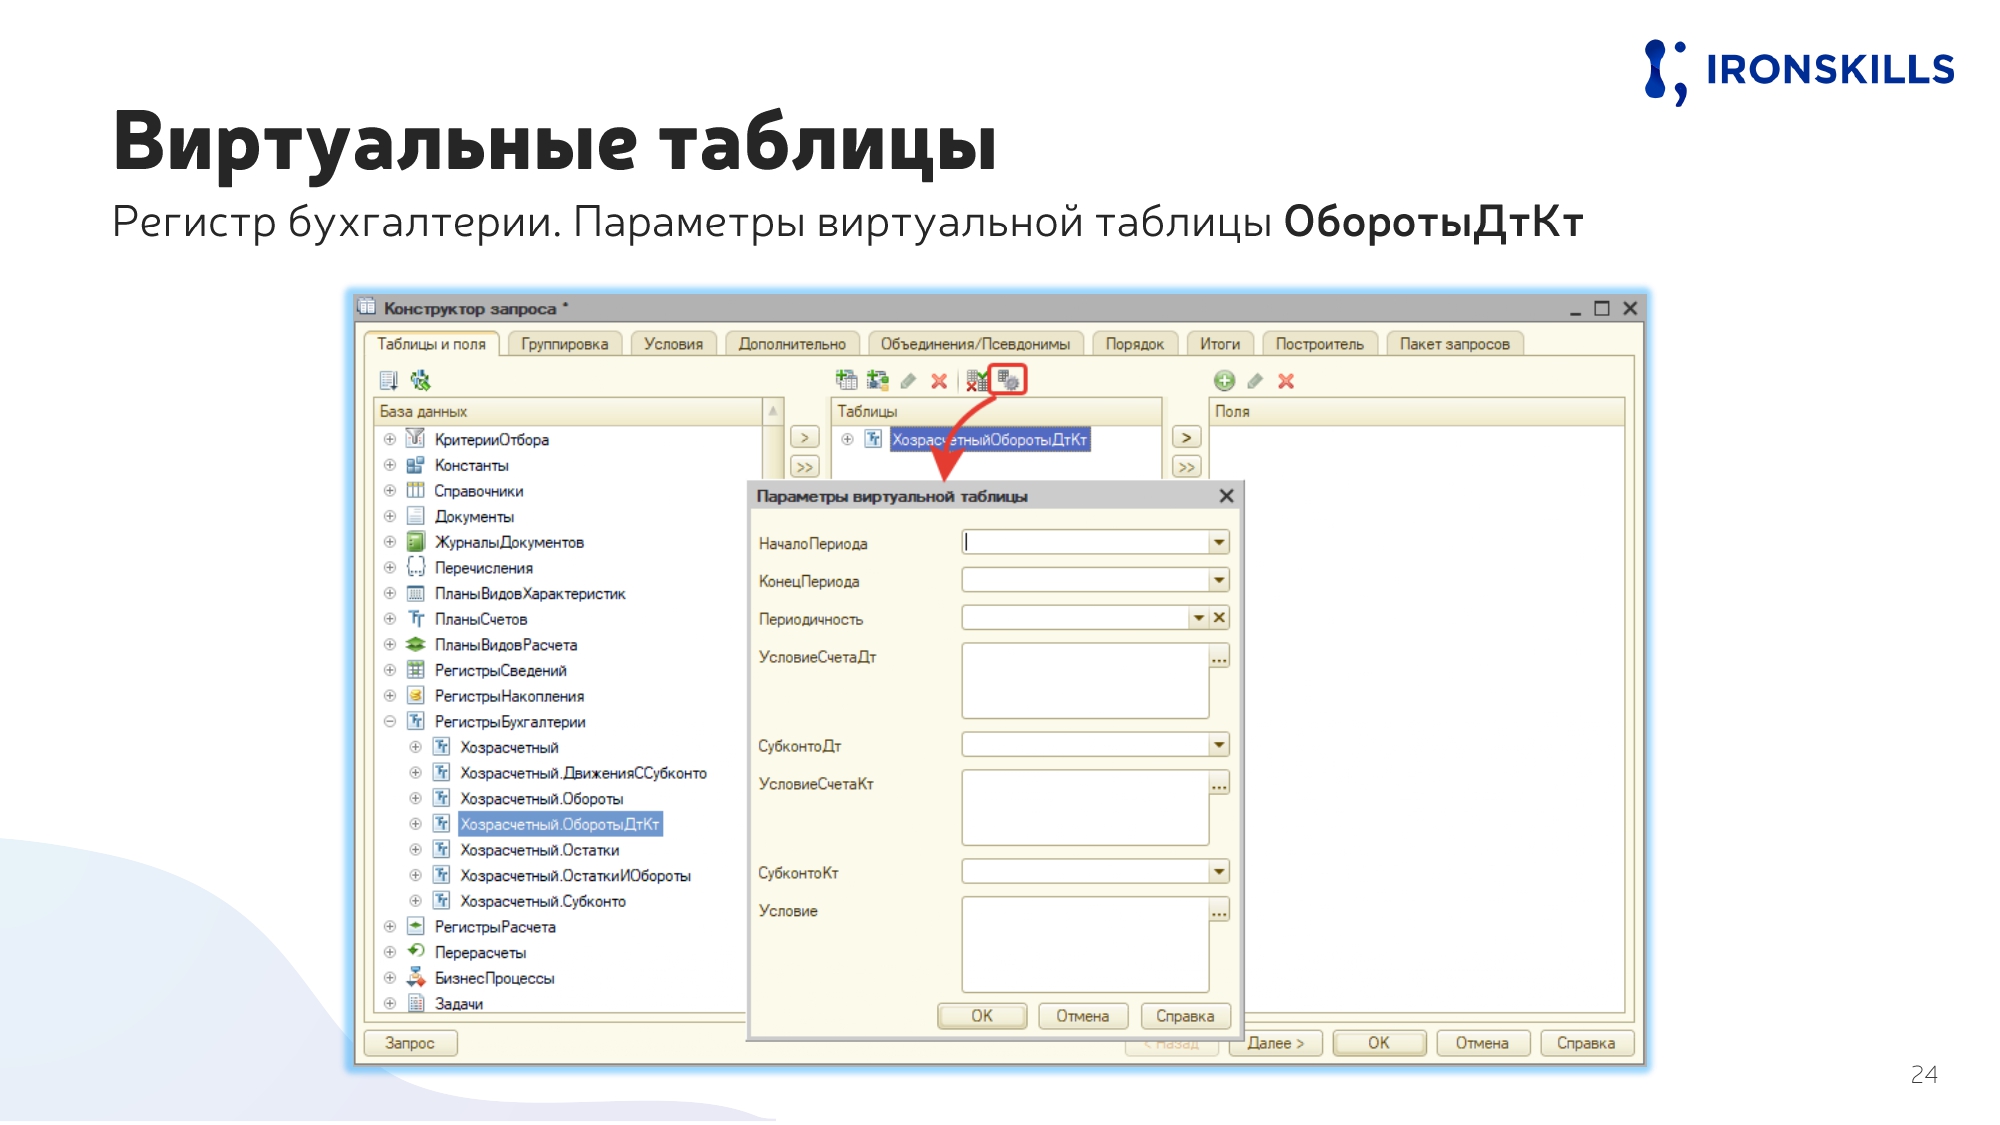 IRONSKILLS
Виртуальные таблицы
Регистр бухгалтерии. Параметры виртуальной таблицы ОборотыДтКт
Конструктор запроса *
Таблицы и поля Группировка Условия Дополнительно Объединения/Псевдонимы Порядок Итоги Построитель Пакет запросов
База данных
КритерииОтбора
Константы
Справочники
Документы
ЖурналыДокументов
Перечисления
ПланыВидовХарактеристик
ПланыСчетов
ПланыВидовРасчета
РегистрыСведений
РегистрыНакопления
РегистрыБухгалтерии
Хозрасчетный
Хозрасчетный.ДвиженияССубконто
Хозрасчетный.Обороты
Хозрасчетный.ОборотыДтКт
Хозрасчетный.Остатки
Хозрасчетный.ОстаткиИОбороты
Хозрасчетный.Субконто
РегистрыРасчета
Перерасчеты
БизнесПроцессы
Задачи
>
>>
Таблицы
ХозрасчетныйОборотыДтКт
>
>>
Поля
Параметры виртуальной таблицы
НачалоПериода
КонецПериода
Периодичность
УсловиеСчетаДт
...
СубконтоДт
УсловиеСчетаКт
...
СубконтоКт
Условие
...
OK Отмена Справка
Запрос < Назад Далее > OK Отмена Справка
24